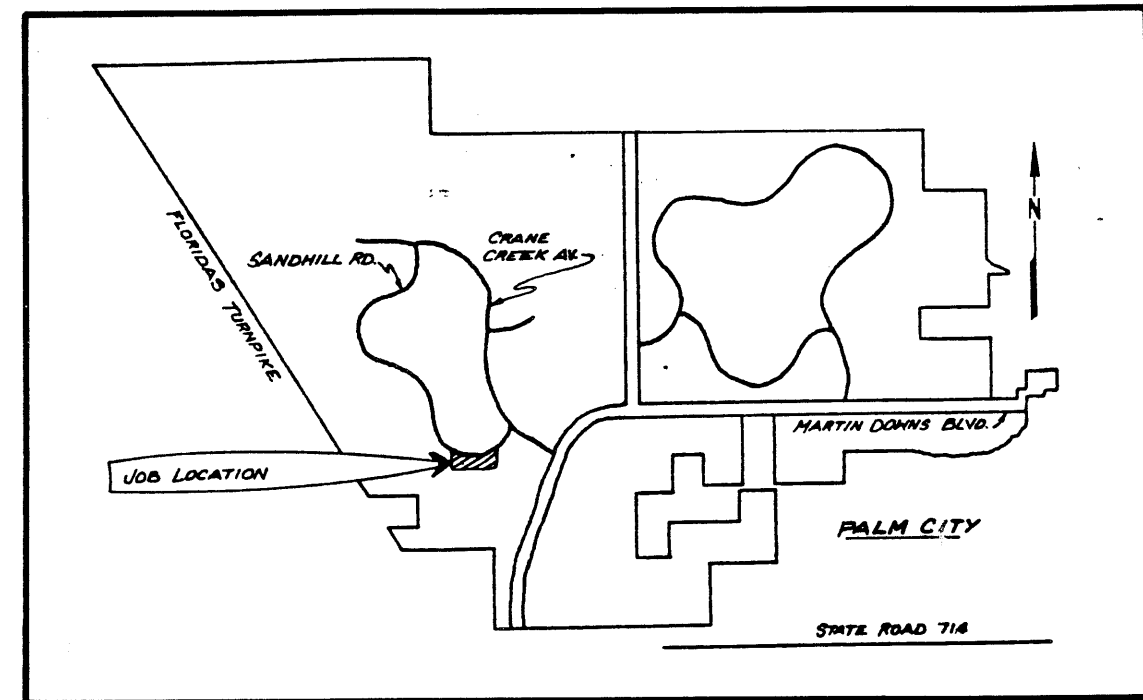 N
CRANE
CREEK AV.
SANDHILL RD.
FLORIDAS TURNPIKE
MARTIN DOWNS BLVD.
JOB LOCATION
PALM CITY
STATE ROAD 714